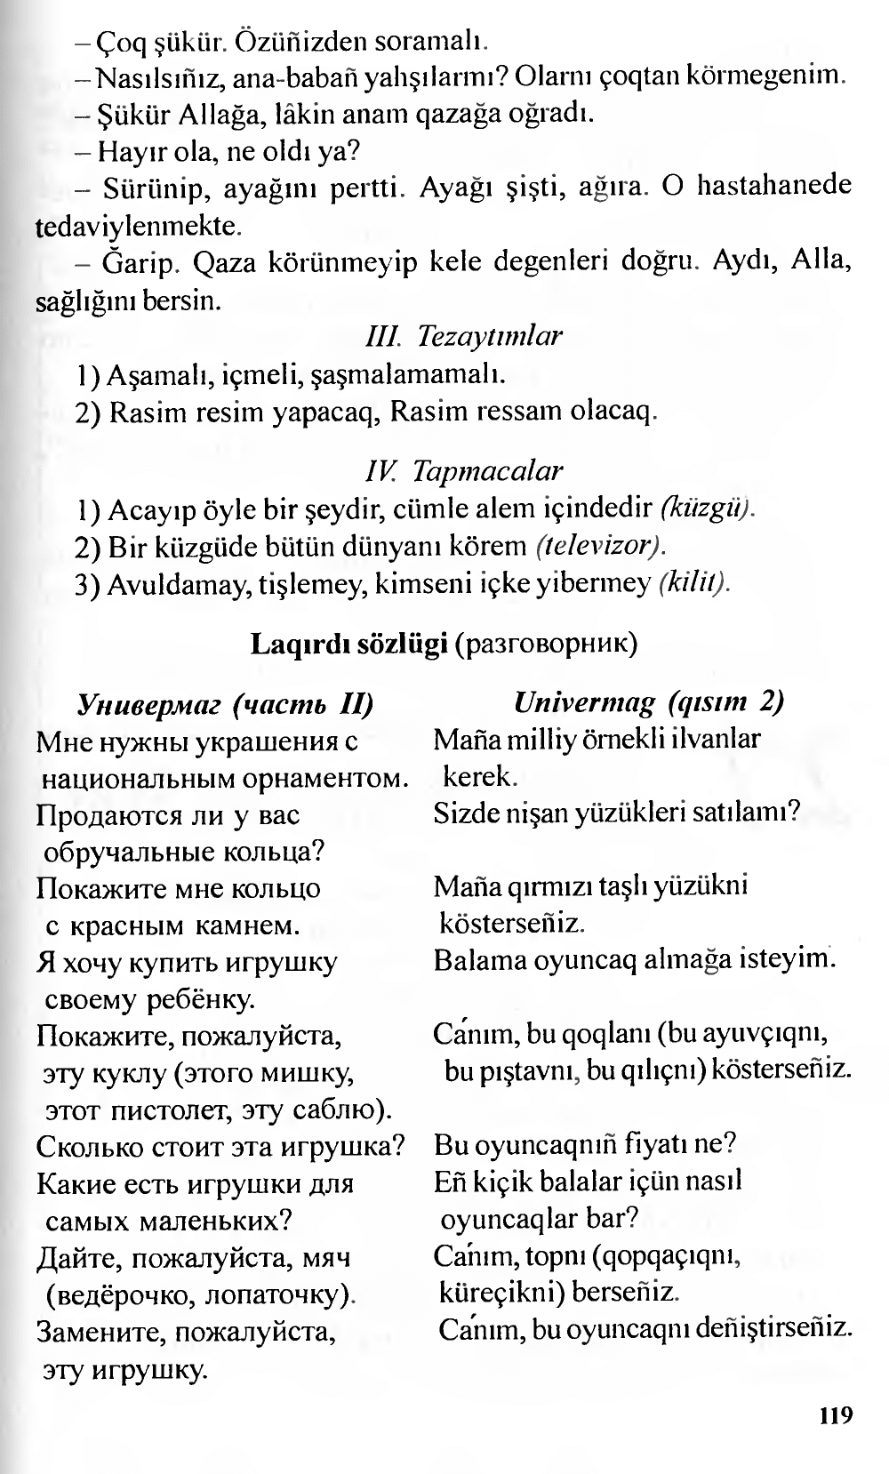 – Çoq şükür. Özüñizden soramalı.
– Nasılsıñız, ana-babañ yahşılarmı? Olarnı çoqtan körmegenim.
– Şükür Allağa, lâkin anam qazağa oğradı.
– Hayır ola, ne oldı ya?
– Sürünip, ayağını pertti. Ayağı şişti, ağıra. O hastahanede
tedaviylenmekte.
– Ğarip. Qaza körünmeyip kele degenleri doğru. Aydı, Alla,
sağlığını bersin.
III. Tezaytımlar
1) Aşamalı, içmeli, şaşmalamamalı.
2) Rasim resim yapacaq, Rasim ressam olacaq.
IV. Tapmacalar
1) Acayıp öyle bir şeydir, cümle alem içindedir (küzgü).
2) Bir küzgüde bütün dünyanı körem (televizor).
3) Avuldamay, tişlemey, kimseni içke yibermey (kilit).
Laqırdı sözlügi (разговорник)
Универмаг (часть II)
Univermag (qısım 2)
Мне нужны украшения с
национальным орнаментом.
Maña milliy örnekli ilvanlar
kerek.
Продаются ли у вас
обручальные кольца?
Sizde nişan yüzükleri satılamı?
Покажите мне кольцо
с красным камнем.
Maña qırmızı taşlı yüzükni
kösterseñiz.
Я хочу купить игрушку
своему ребёнку.
Balama oyuncaq almağa isteyim.
Покажите, пожалуйста,
эту куклу (этого мишку,
этот пистолет, эту саблю).
Canım, bu qoqlanı (bu ayuvçıqnı,
bu pıştavnı, bu qılıçnı) kösterseñiz.
Сколько стоит эта игрушка?
Bu oyuncaqnıñ fiyatı ne?
Какие есть игрушки для
самых маленьких?
Eñ kiçik balalar içün nasıl
oyuncaqlar bar?
Дайте, пожалуйста, мяч
(ведёрочко, лопаточку).
Canım, topnı (qopqaçıqnı,
küreçikni) berseñiz.
Замените, пожалуйста,
эту игрушку.
Canım, bu oyuncaqnı deñiştirseñiz.
119